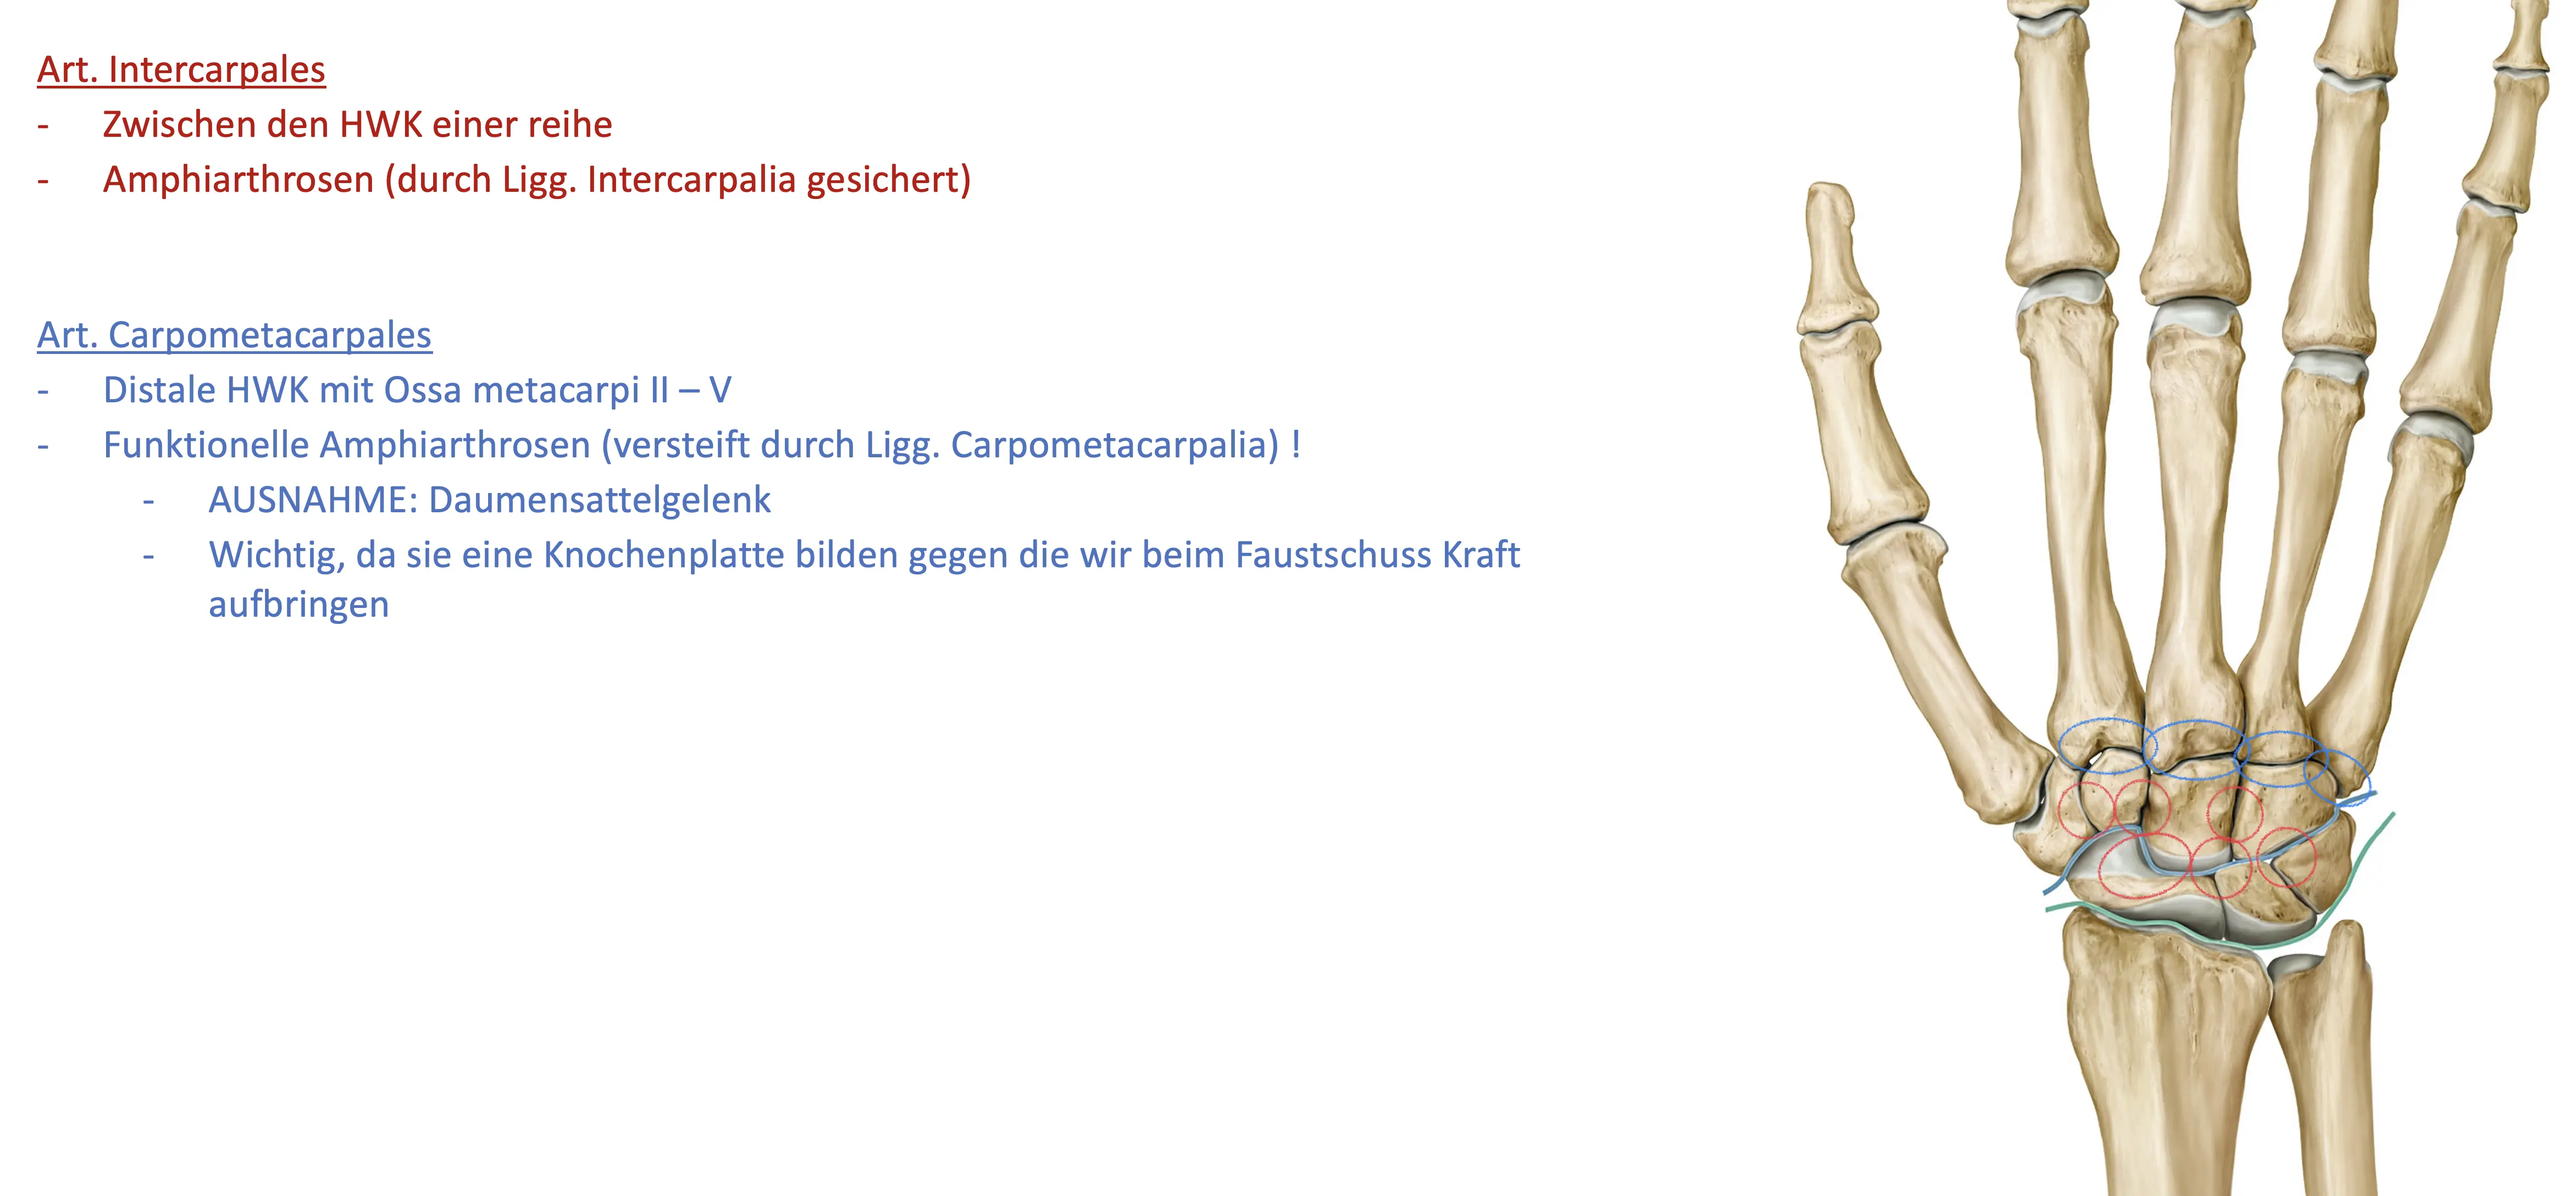 Art. Intercarpales
- Zwischen den HWK einer reihe
- Amphiarthrosen (durch Ligg. Intercarpalia gesichert)
Art. Carpometacarpales
- Distale HWK mit Ossa metacarpi II – V
- Funktionelle Amphiarthrosen (versteift durch Ligg. Carpometacarpalia) !
- AUSNAHME: Daumensattelgelenk
- Wichtig, da sie eine Knochenplatte bilden gegen die wir beim Faustschuss Kraft
aufbringen